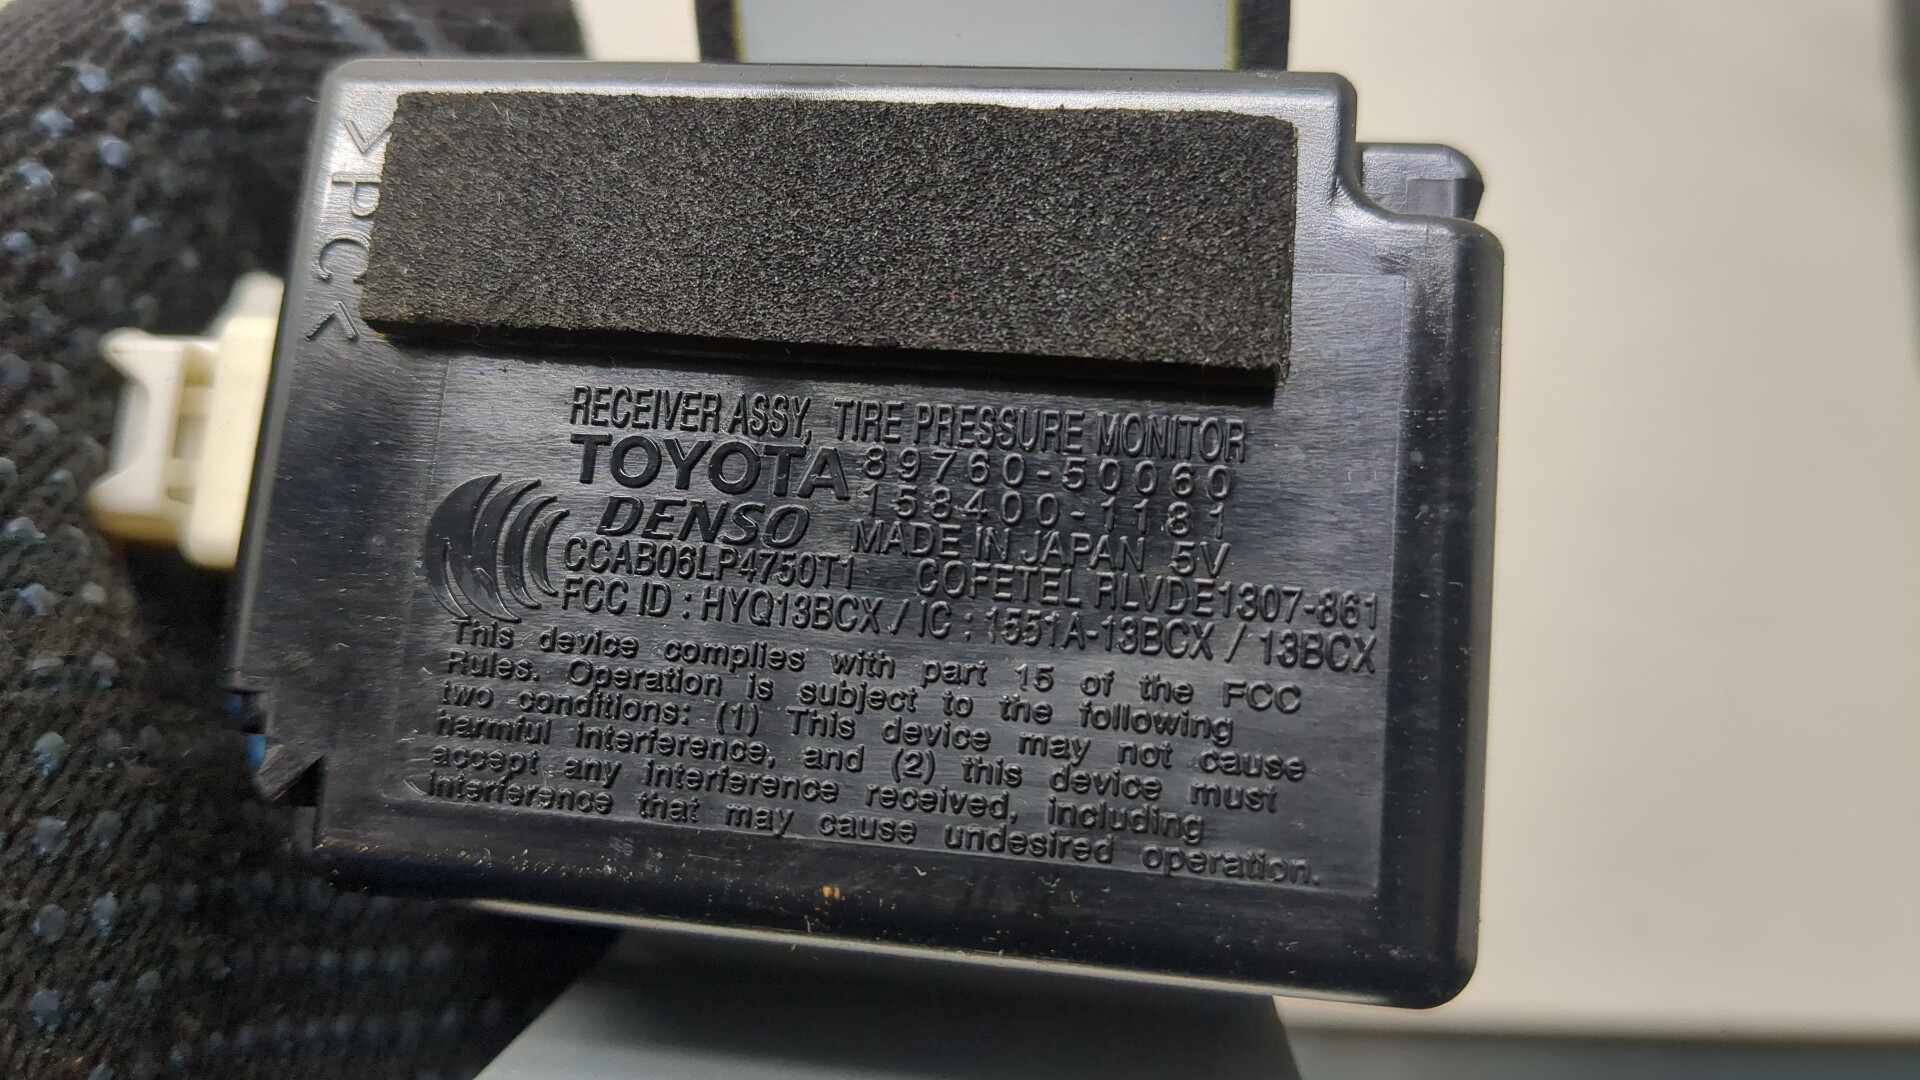 >PC<
RECEIVER ASSY, TIRE PRESSURE MONITOR
TOYOTA 89760-50060
DENSO 158400-1181
MADE IN JAPAN 5V
CCAB06LP4750T1 COFETEL RLVDE1307-861
FCC ID : HYQ13BCX / IC : 1551A-13BCX / 13BCX
This device complies with part 15 of the FCC
Rules. Operation is subject to the following
two conditions: (1) This device may not cause
harmful interference, and (2) this device must
accept any interference received, including
interference that may cause undesired operation.